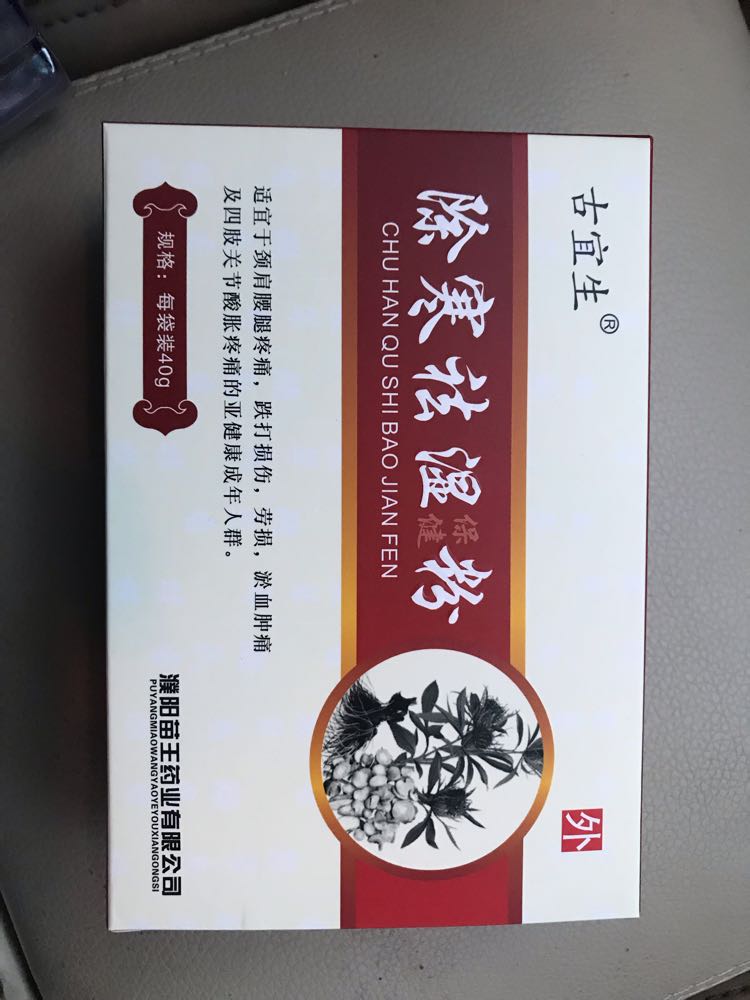 古宜生®
外
除寒祛湿保健粉
CHU HAN QU SHI BAO JIAN FEN
适宜于颈肩腰腿疼痛，跌打损伤，劳损，淤血肿痛
及四肢关节酸胀疼痛的亚健康成年人群。
规格：每袋装40g
濮阳苗王药业有限公司
PUYANGMIAOWANGYAOYEYOUXIANGONGSI